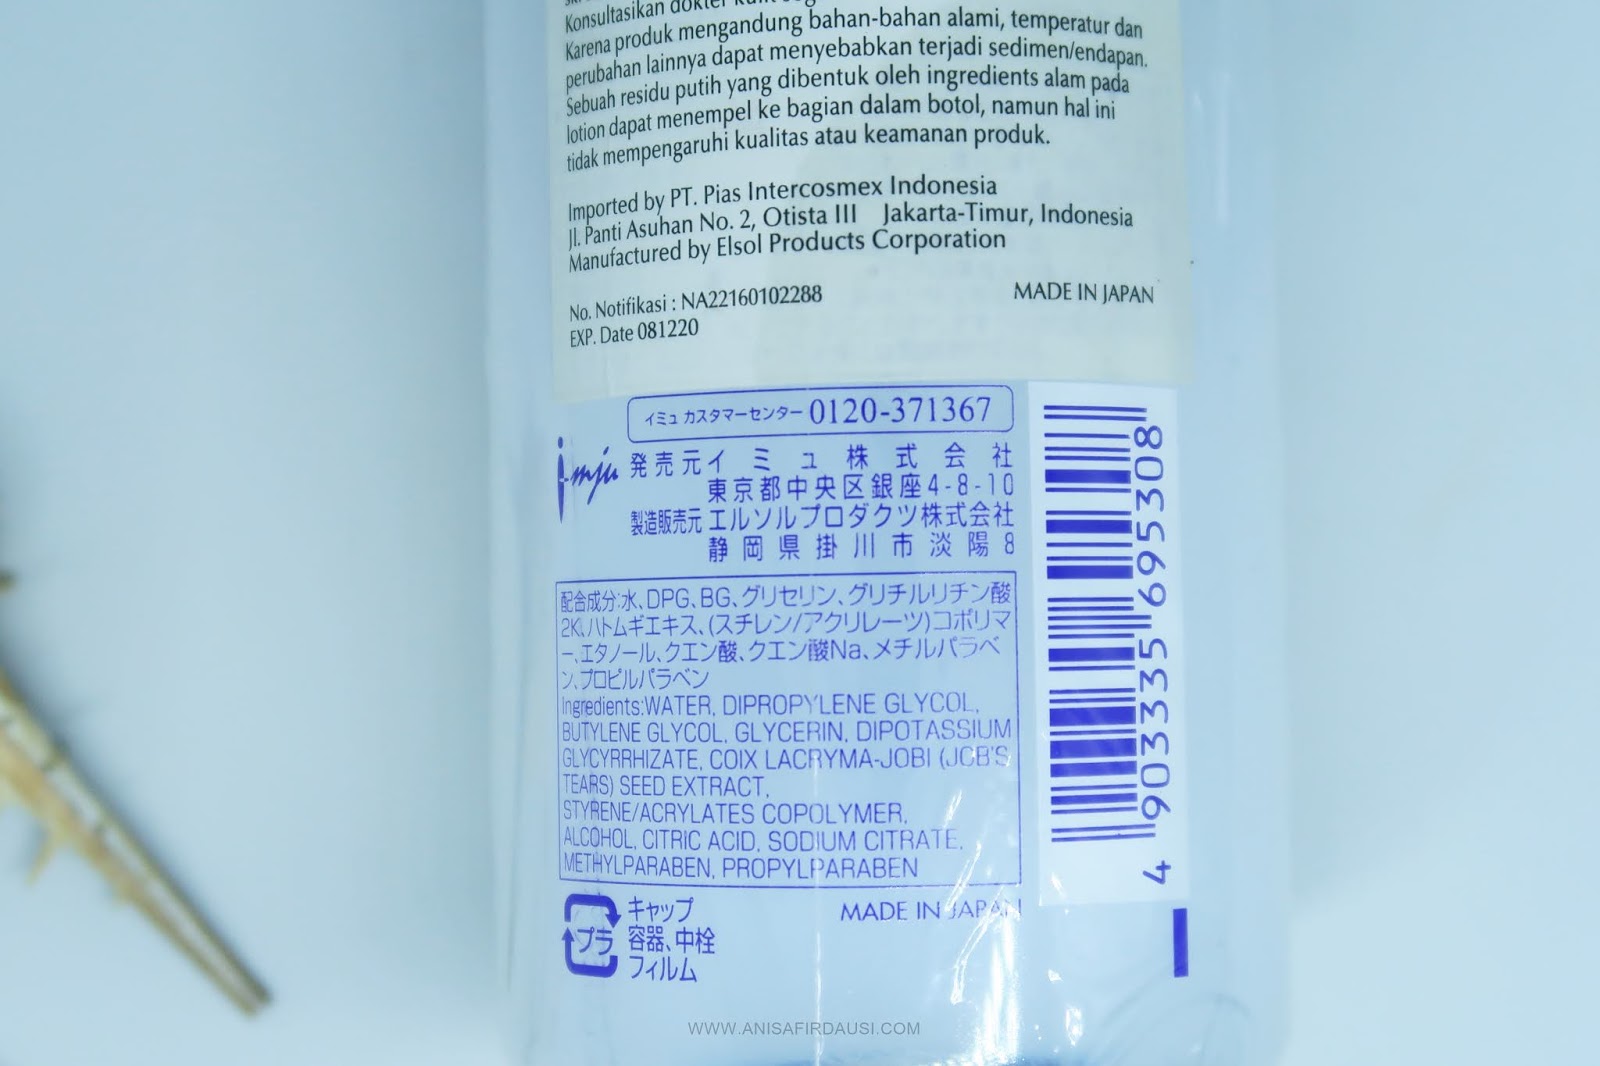 Konsultasikan dokter kulit
Karena produk mengandung bahan-bahan alami, temperatur dan
perubahan lainnya dapat menyebabkan terjadi sedimen/endapan.
Sebuah residu putih yang dibentuk oleh ingredients alam pada
lotion dapat menempel ke bagian dalam botol, namun hal ini
tidak mempengaruhi kualitas atau keamanan produk.
Imported by PT. Pias Intercosmex Indonesia
Jl. Panti Asuhan No. 2, Otista III Jakarta-Timur, Indonesia
Manufactured by Elsol Products Corporation
No. Notifikasi : NA22160102288 MADE IN JAPAN
EXP. Date 081220
イミュ カスタマーセンター 0120-371367
i-mju 発売元 イミュ株式会社
東京都中央区銀座4-8-10
製造販売元 エルソルプロダクツ株式会社
静岡県掛川市淡陽8
配合成分:水、DPG、BG、グリセリン、グリチルリチン酸
2K、ハトムギエキス、(スチレン/アクリレーツ)コポリマ
ー、エタノール、クエン酸、クエン酸Na、メチルパラベ
ン、プロピルパラベン
Ingredients:WATER, DIPROPYLENE GLYCOL,
BUTYLENE GLYCOL, GLYCERIN, DIPOTASSIUM
GLYCYRRHIZATE, COIX LACRYMA-JOBI (JOB'S
TEARS) SEED EXTRACT,
STYRENE/ACRYLATES COPOLYMER,
ALCOHOL, CITRIC ACID, SODIUM CITRATE,
METHYLPARABEN, PROPYLPARABEN
プラ
キャップ
容器、中栓
フィルム
MADE IN JAPAN
4 903335 695308
WWW.ANISAFIRDAUSI.COM